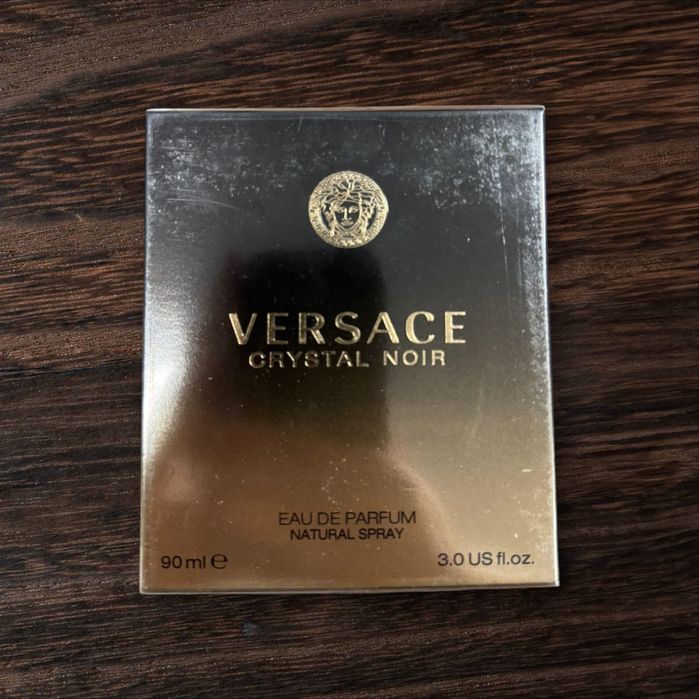 VERSACE
CRYSTAL NOIR
EAU DE PARFUM
NATURAL SPRAY
90 ml ℮ 3.0 US fl.oz.